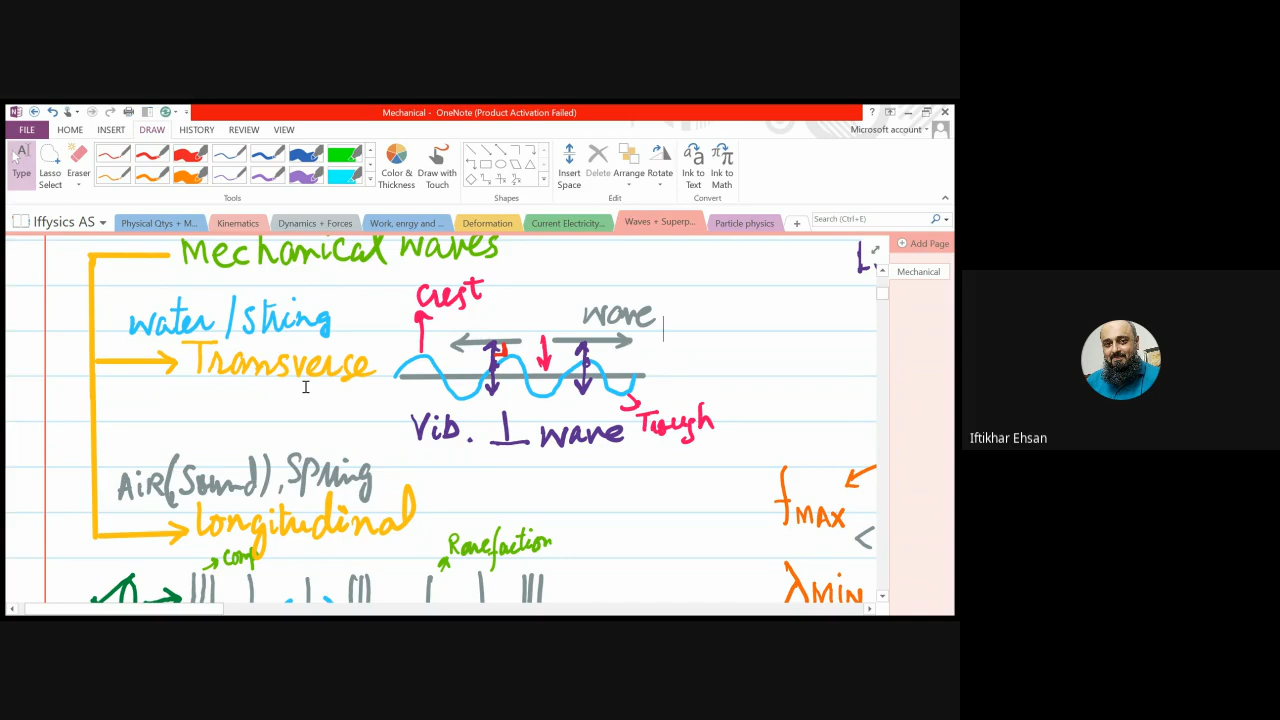 Mechanical - OneNote (Product Activation Failed)
?
FILE HOME INSERT DRAW HISTORY REVIEW VIEW
Microsoft account
Type
Lasso Select
Eraser
Color & Thickness
Draw with Touch
Insert Space
Delete
Arrange
Rotate
Ink to Text
Ink to Math
Tools
Shapes
Edit
Convert
Iffysics AS
Physical Qtys + M...
Kinematics
Dynamics + Forces
Work, enrgy and ...
Deformation
Current Electricity...
Waves + Superp...
Particle physics
+
Search (Ctrl+E)
Add Page
Mechanical
Mechanical waves
Crest
water / String
wave
Transverse
Vib. ⊥ wave
Trough
AiR (Sound), Spring
longitudinal
fMAX
<
comp
Rarefaction
λMIN
Iftikhar Ehsan